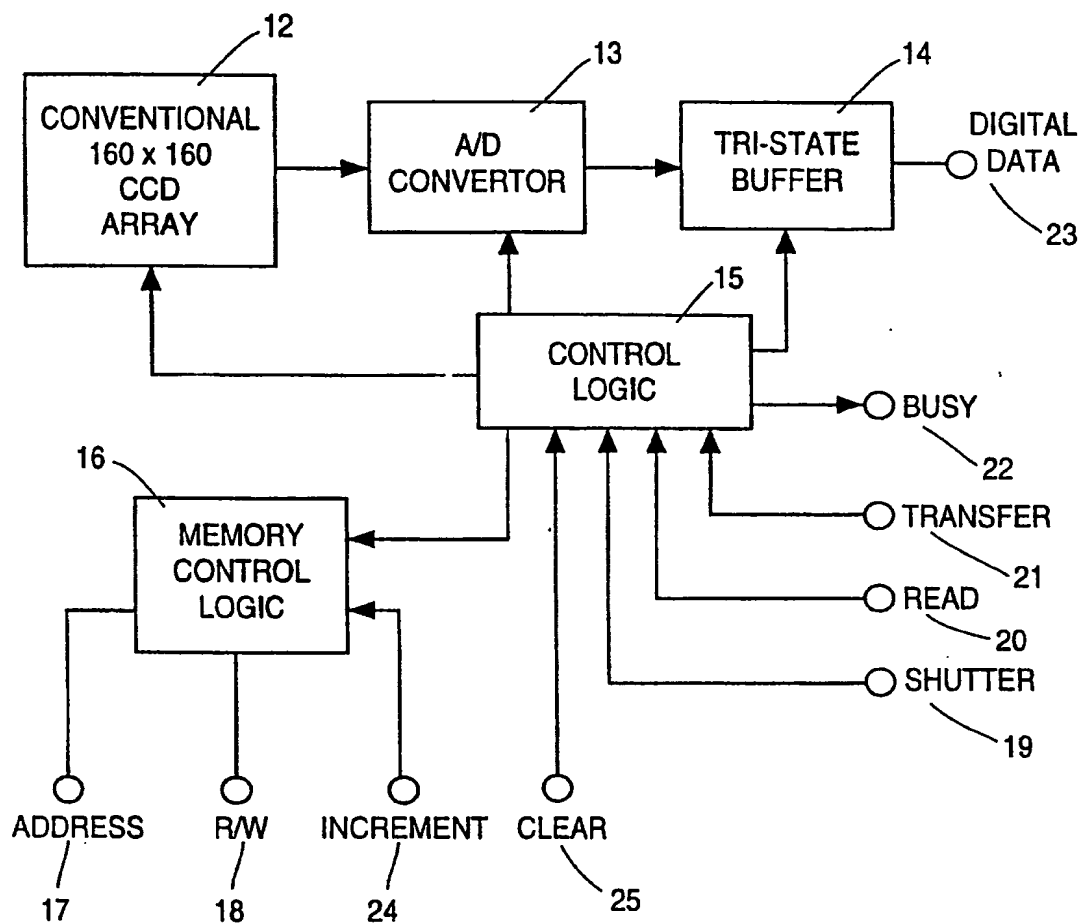 12
CONVENTIONAL
160 x 160
CCD
ARRAY
13
A/D
CONVERTOR
14
TRI-STATE
BUFFER
DIGITAL
DATA
23
15
CONTROL
LOGIC
BUSY
22
TRANSFER
21
READ
20
SHUTTER
19
16
MEMORY
CONTROL
LOGIC
ADDRESS
17
R/W
18
INCREMENT
24
CLEAR
25